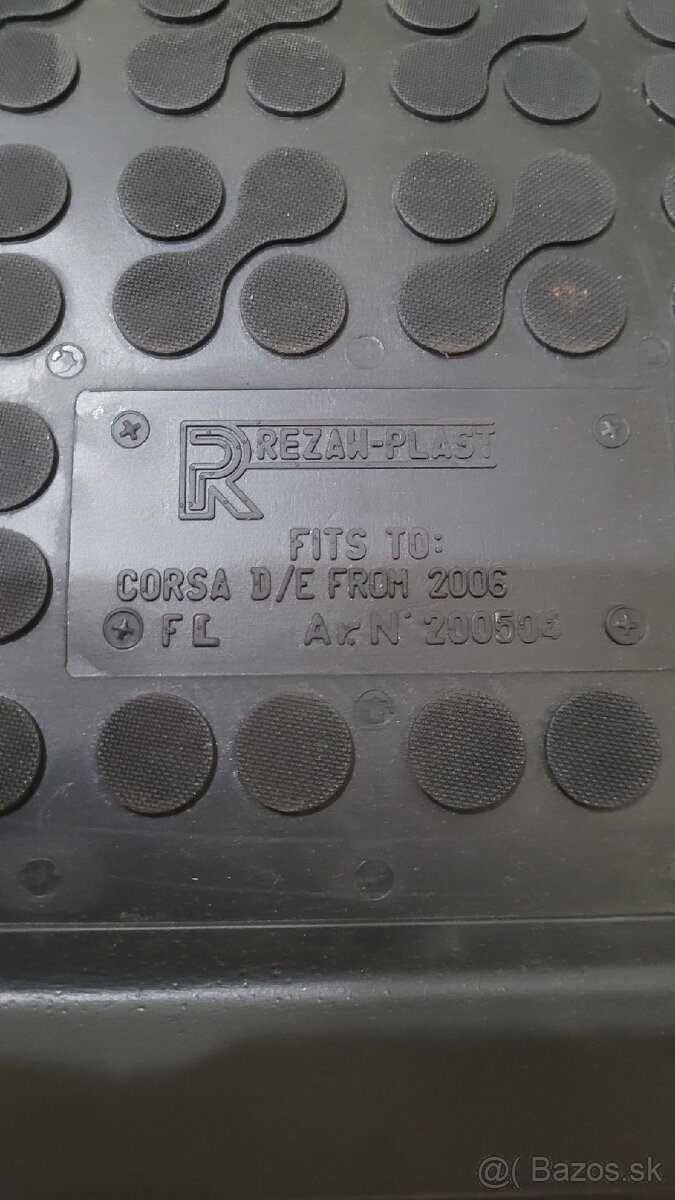 R REZAW-PLAST
FITS TO:
CORSA D/E FROM 2006
FL Ar.N° 200504
@( Bazos.sk